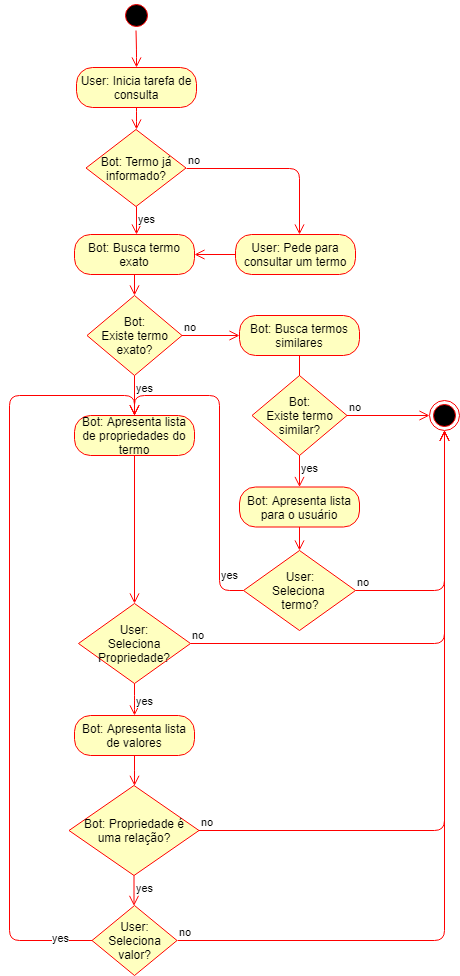 User: Inicia tarefa de
consulta
Bot: Termo já
informado?
no
yes
Bot: Busca termo
exato
User: Pede para
consultar um termo
Bot:
Existe termo
exato?
no
Bot: Busca termos
similares
yes
Bot:
Existe termo
similar?
no
Bot: Apresenta lista
de propriedades do
termo
yes
Bot: Apresenta lista
para o usuário
User:
Seleciona
termo?
yes
no
User:
Seleciona
Propriedade?
no
yes
Bot: Apresenta lista
de valores
Bot: Propriedade é
uma relação?
no
yes
User:
Seleciona
valor?
yes
no